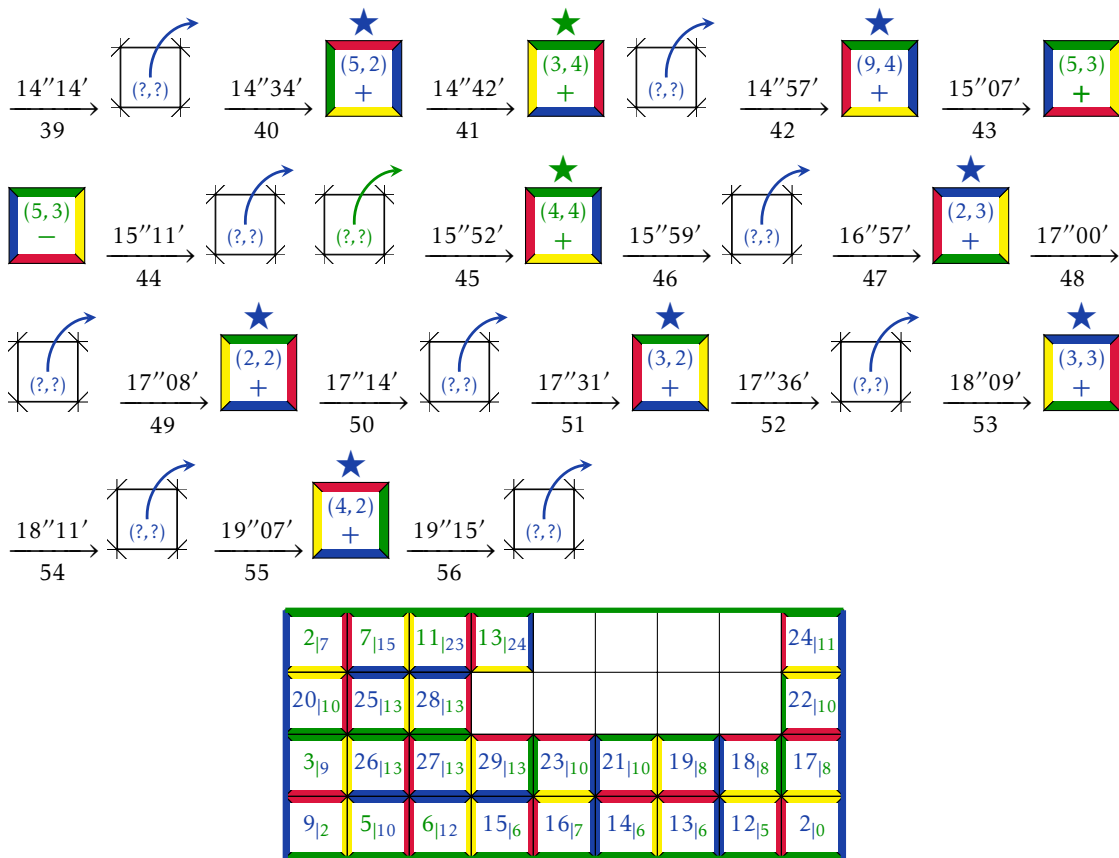 14″14′ (?,?) 14″34′ (5,2) 14″42′ (3,4) (?,?) 14″57′ (9,4) 15″07′ (5,3)
39 40 + 41 + 42 + 43 +
(5,3) 15″11′ (?,?) (?,?) 15″52′ (4,4) 15″59′ (?,?) 16″57′ (2,3) 17″00′
− 44 45 + 46 47 + 48
(?,?) 17″08′ (2,2) 17″14′ (?,?) 17″31′ (3,2) 17″36′ (?,?) 18″09′ (3,3)
49 + 50 51 + 52 53 +
18″11′ (?,?) 19″07′ (4,2) 19″15′ (?,?)
54 55 + 56
2|7 7|15 11|23 13|24 24|11
20|10 25|13 28|13 22|10
3|9 26|13 27|13 29|13 23|10 21|10 19|8 18|8 17|8
9|2 5|10 6|12 15|6 16|7 14|6 13|6 12|5 2|0